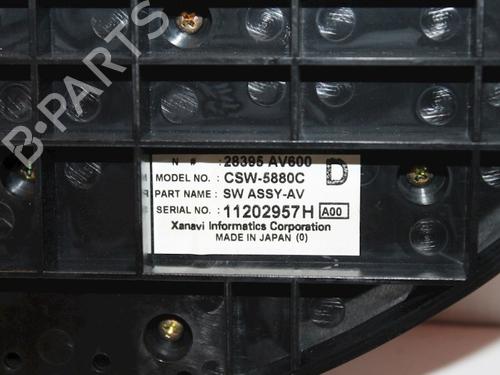 B·PARTS
N # : 28395 AV600
MODEL NO. : CSW-5880C D
PART NAME : SW ASSY-AV
SERIAL NO. : 11202957H A00
Xanavi Informatics Corporation
MADE IN JAPAN (0)